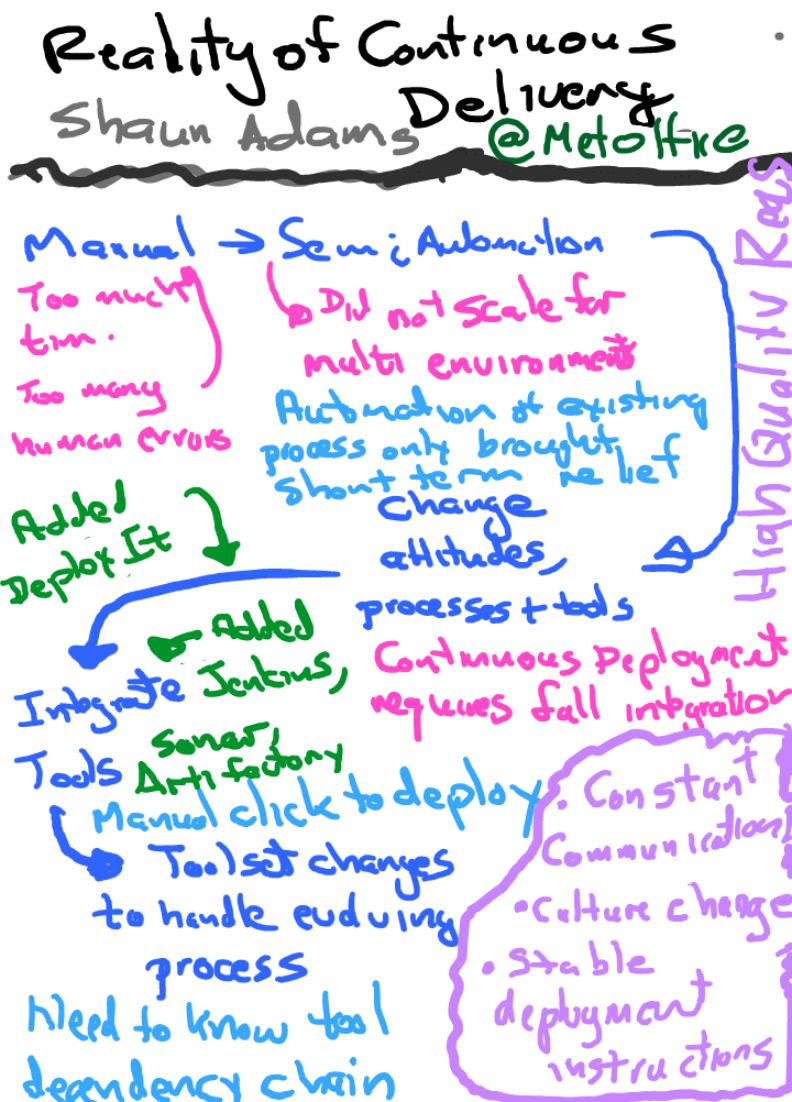 Reality of Continuous
Delivery
Shaun Adams @Metoffice
High Quality Reqs
Manual → Semi Automation
Too much
tim.
Too many
human errors
Did not scale for
multi environments
Automation of existing
process only brought
short term relief
change
attitudes,
processes + tools
Added
Deploy It
Continuous Deployment
requires full integration
Added
Jenkins,
Sonar,
Artifactory
Integrate
Tools
Manual click to deploy
Toolset changes
to handle evolving
process
Need to know tool
dependency chain
• Constant
Communication
• Culture change
• Stable
deployment
instructions